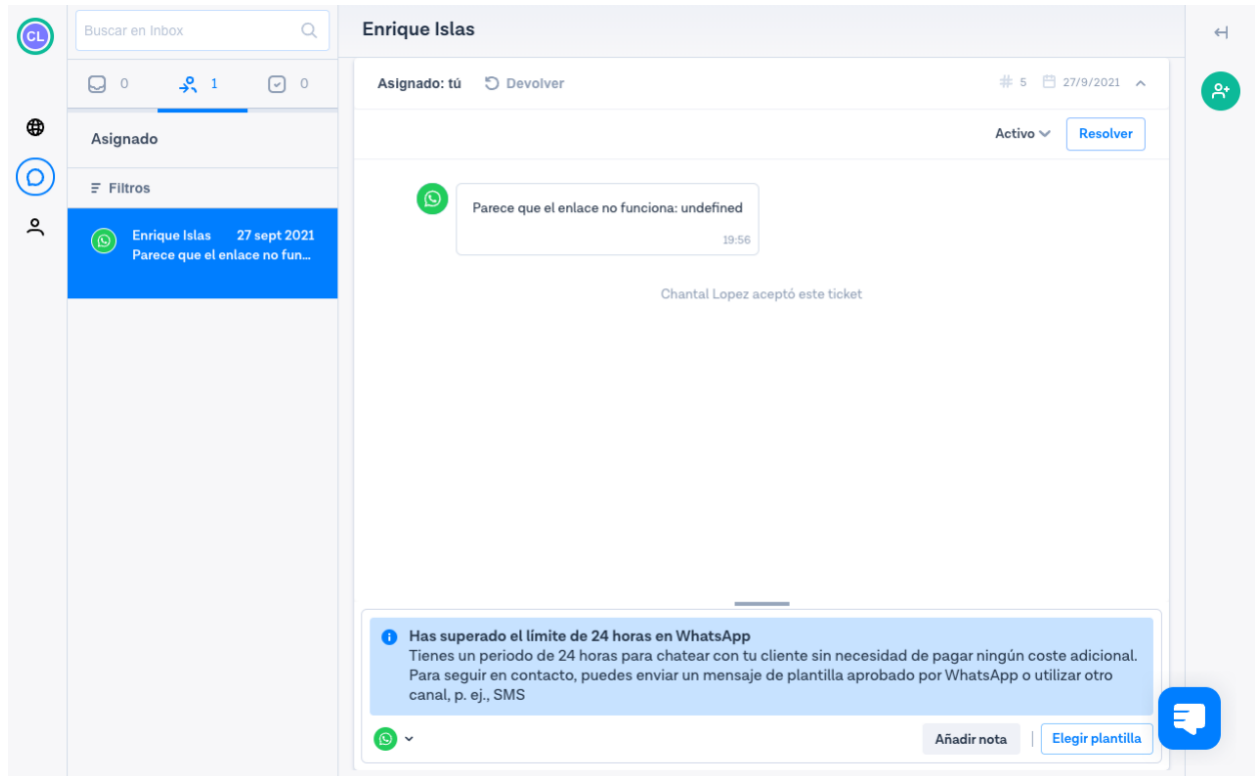 CL
Buscar en Inbox
0
1
0
Asignado
Filtros
Enrique Islas 27 sept 2021
Parece que el enlace no fun...
Enrique Islas
Asignado: tú Devolver # 5 27/9/2021
Activo Resolver
Parece que el enlace no funciona: undefined
19:56
Chantal Lopez aceptó este ticket
Has superado el límite de 24 horas en WhatsApp
Tienes un periodo de 24 horas para chatear con tu cliente sin necesidad de pagar ningún coste adicional.
Para seguir en contacto, puedes enviar un mensaje de plantilla aprobado por WhatsApp o utilizar otro
canal, p. ej., SMS
Añadir nota Elegir plantilla